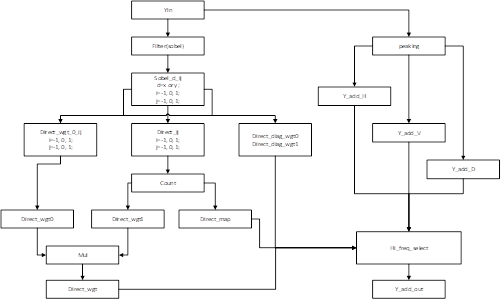 Yin
Filter(sobel)
peaking
Sobel_d_ij
d=x or y;
i=-1, 0, 1;
j=-1, 0, 1;
Y_add_H
Direct_wgt_0_ij
i=-1, 0, 1;
j=-1, 0, 1;
Direct_ij
i=-1, 0, 1;
j=-1, 0, 1;
Direct_diag_wgt0
Direct_diag_wgt1
Y_add_V
Y_add_D
Count
Direct_wgt0
Direct_wgt1
Direct_map
Mul
Hi_freq_select
Direct_wgt
Y_add_out